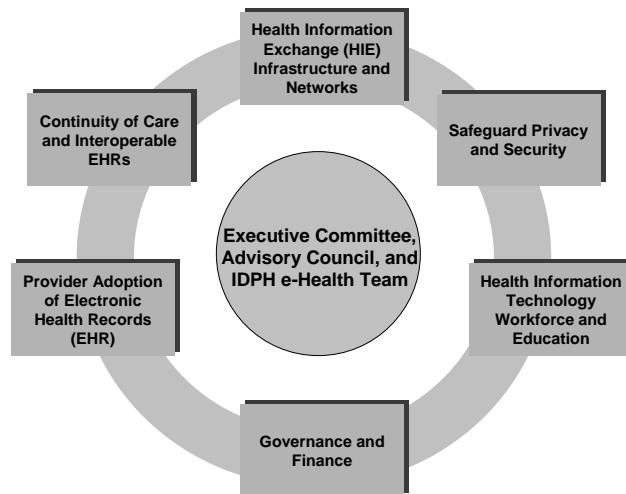 Health Information
Exchange (HIE)
Infrastructure and
Networks
Continuity of Care
and Interoperable
EHRs
Safeguard Privacy
and Security
Executive Committee,
Advisory Council, and
IDPH e-Health Team
Provider Adoption
of Electronic
Health Records
(EHR)
Health Information
Technology
Workforce and
Education
Governance and
Finance